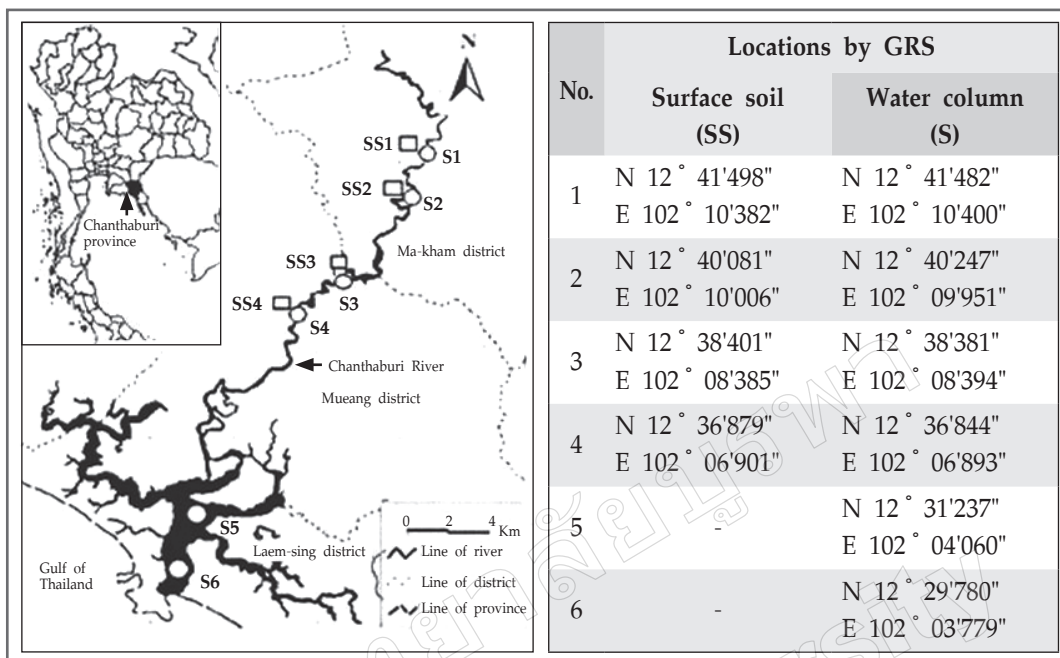 N
SS1
S1
SS2
S2
Chanthaburi
province
Ma-kham district
SS3
S3
SS4
S4
Chanthaburi River
Mueang district
S5
0 2 4
Km
Line of river
Laem-sing district
Gulf of
Thailand
S6
Line of district
Line of province
No.
Locations by GRS
Surface soil
(SS)
Water column
(S)
1
N 12 ° 41'498"
E 102 ° 10'382"
N 12 ° 41'482"
E 102 ° 10'400"
2
N 12 ° 40'081"
E 102 ° 10'006"
N 12 ° 40'247"
E 102 ° 09'951"
3
N 12 ° 38'401"
E 102 ° 08'385"
N 12 ° 38'381"
E 102 ° 08'394"
4
N 12 ° 36'879"
E 102 ° 06'901"
N 12 ° 36'844"
E 102 ° 06'893"
5
-
N 12 ° 31'237"
E 102 ° 04'060"
6
-
N 12 ° 29'780"
E 102 ° 03'779"